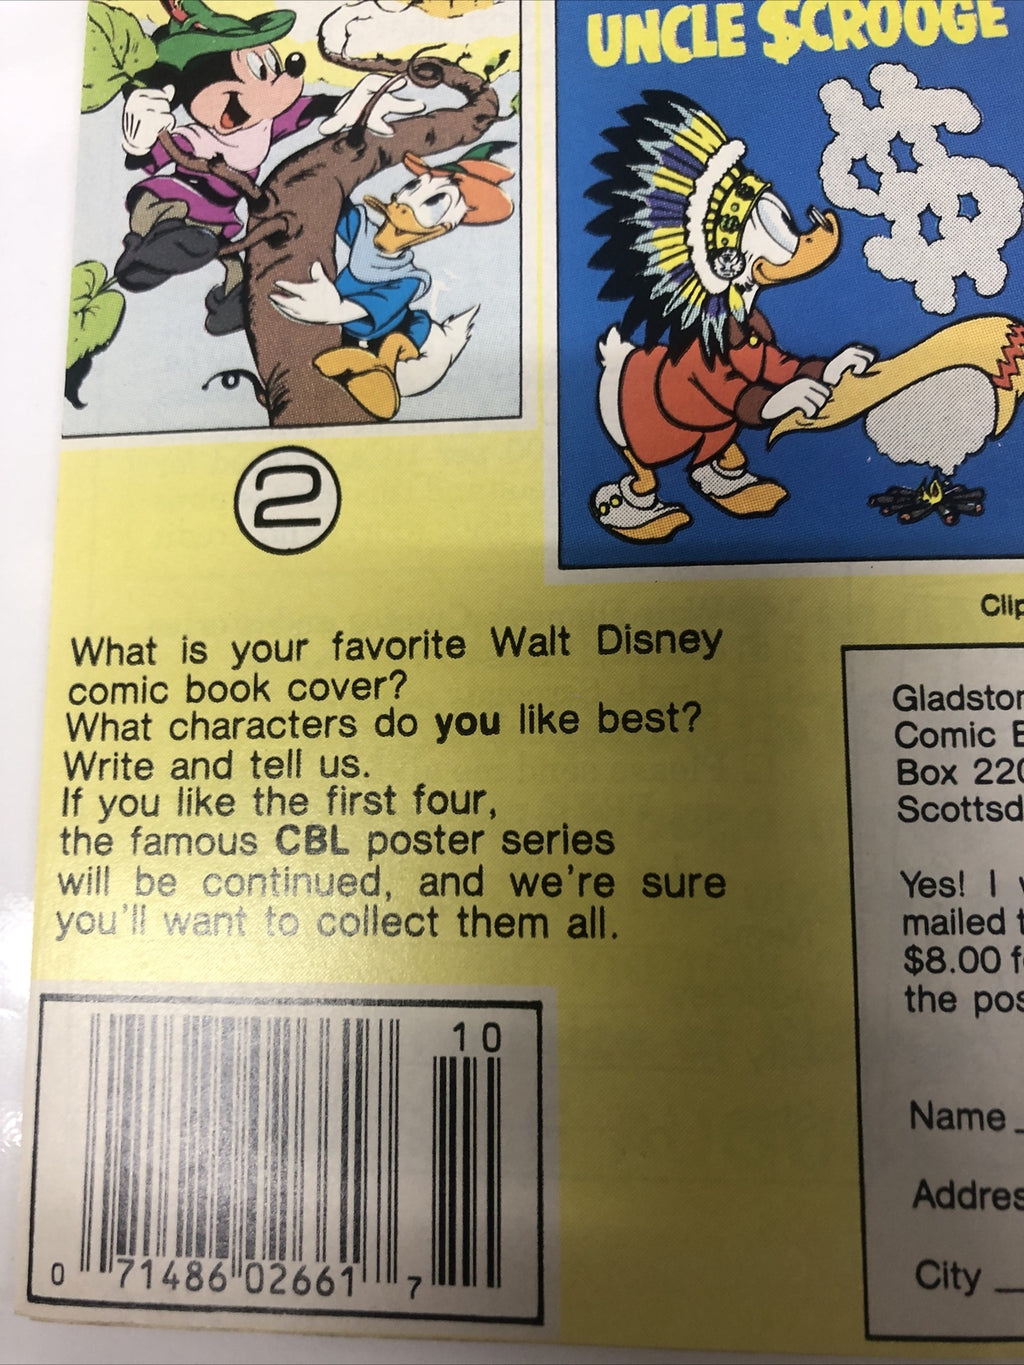 UNCLE $CROOGE
2
What is your favorite Walt Disney
comic book cover?
What characters do you like best?
Write and tell us.
If you like the first four,
the famous CBL poster series
will be continued, and we're sure
you'll want to collect them all.
Clip
Gladston
Comic B
Box 220
Scottsd
Yes! I w
mailed t
$8.00 fo
the pos
Name
Addres
City
10
0 71486 02661 7